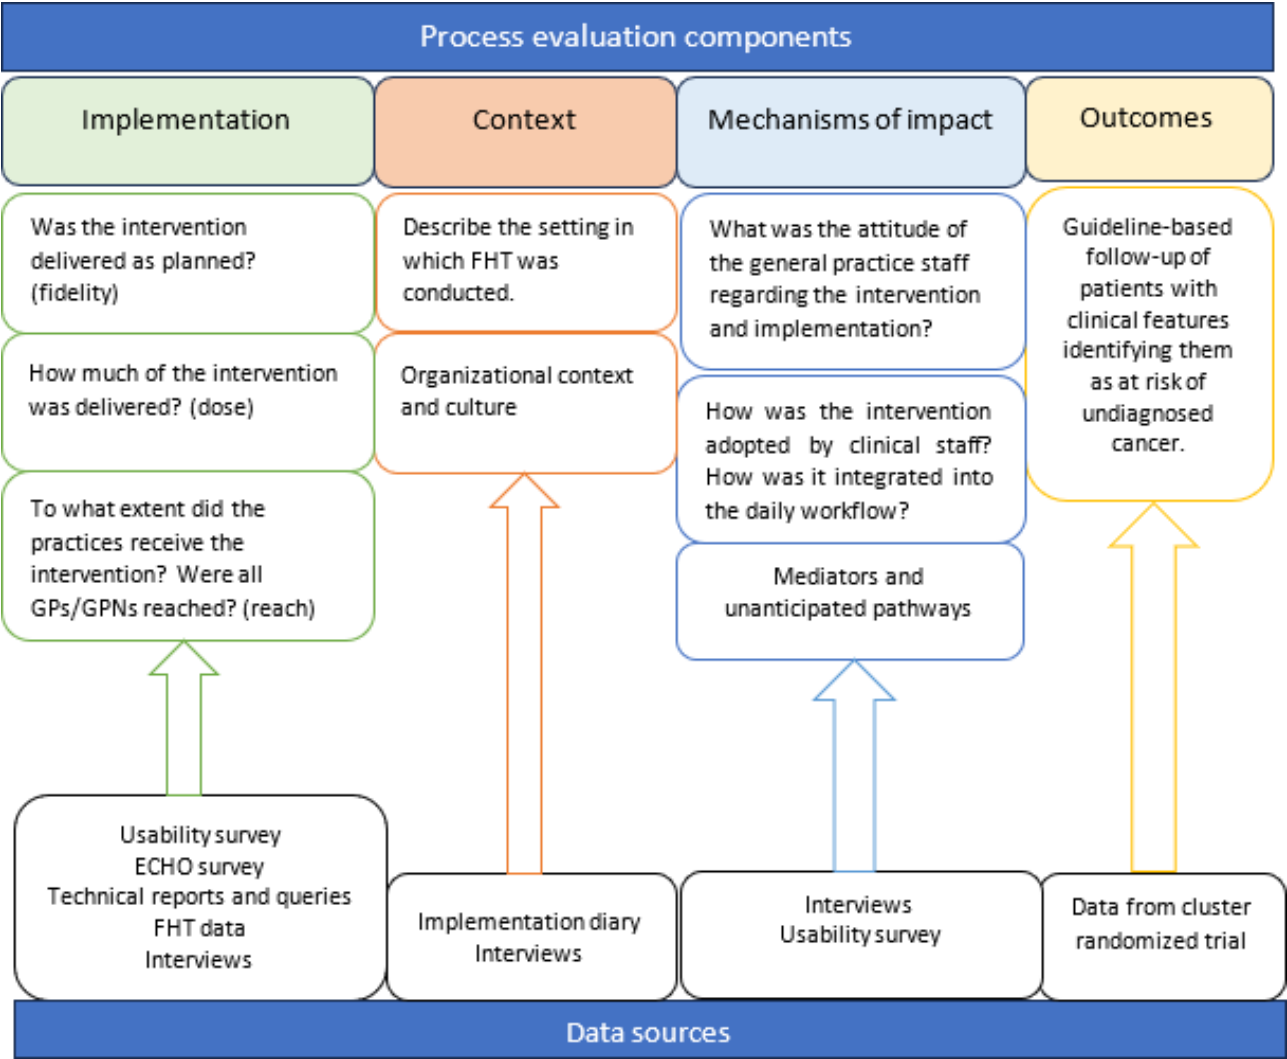 Process evaluation components
Implementation
Context
Mechanisms of impact
Outcomes
Was the intervention
delivered as planned?
(fidelity)
How much of the intervention
was delivered? (dose)
To what extent did the
practices receive the
intervention? Were all
GPs/GPNs reached? (reach)
Describe the setting in
which FHT was
conducted.
Organizational context
and culture
What was the attitude of
the general practice staff
regarding the intervention
and implementation?
How was the intervention
adopted by clinical staff?
How was it integrated into
the daily workflow?
Mediators and
unanticipated pathways
Guideline-based
follow-up of
patients with
clinical features
identifying them
as at risk of
undiagnosed
cancer.
Usability survey
ECHO survey
Technical reports and queries
FHT data
Interviews
Implementation diary
Interviews
Interviews
Usability survey
Data from cluster
randomized trial
Data sources